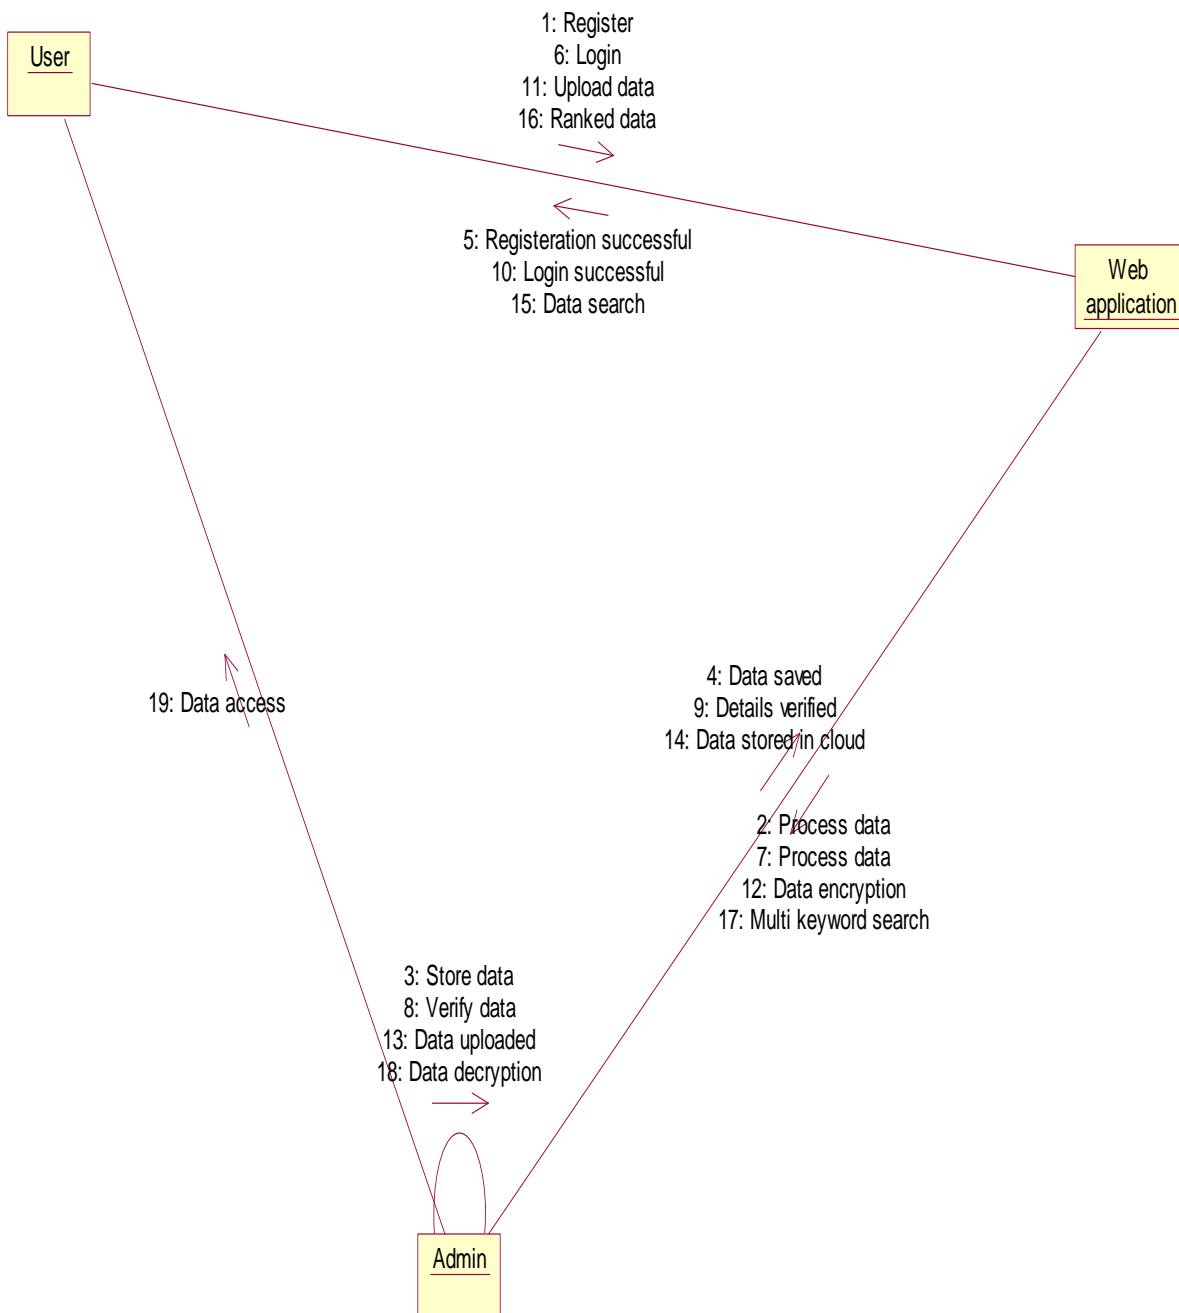 1: Register
6: Login
11: Upload data
16: Ranked data
User
5: Registeration successful
10: Login successful
15: Data search
Web
application
4: Data saved
9: Details verified
14: Data stored in cloud
19: Data access
2: Process data
7: Process data
12: Data encryption
17: Multi keyword search
3: Store data
8: Verify data
13: Data uploaded
18: Data decryption
Admin